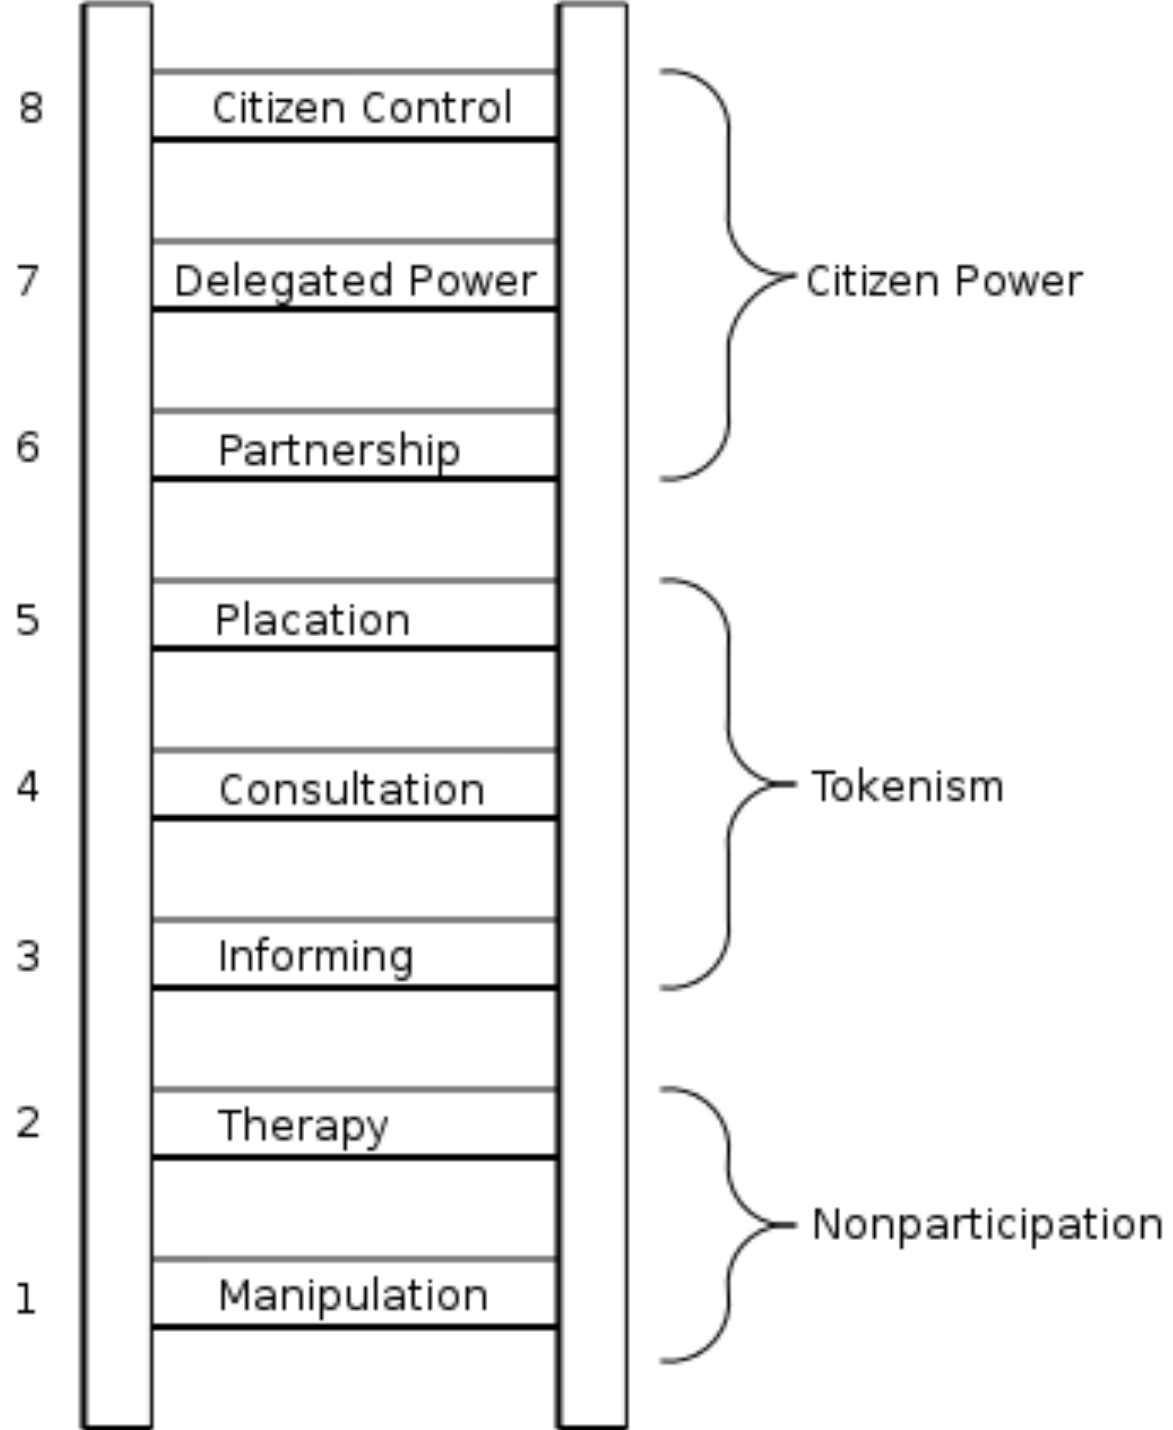 8 Citizen Control
7 Delegated Power Citizen Power
6 Partnership
5 Placation
4 Consultation Tokenism
3 Informing
2 Therapy
Nonparticipation
1 Manipulation